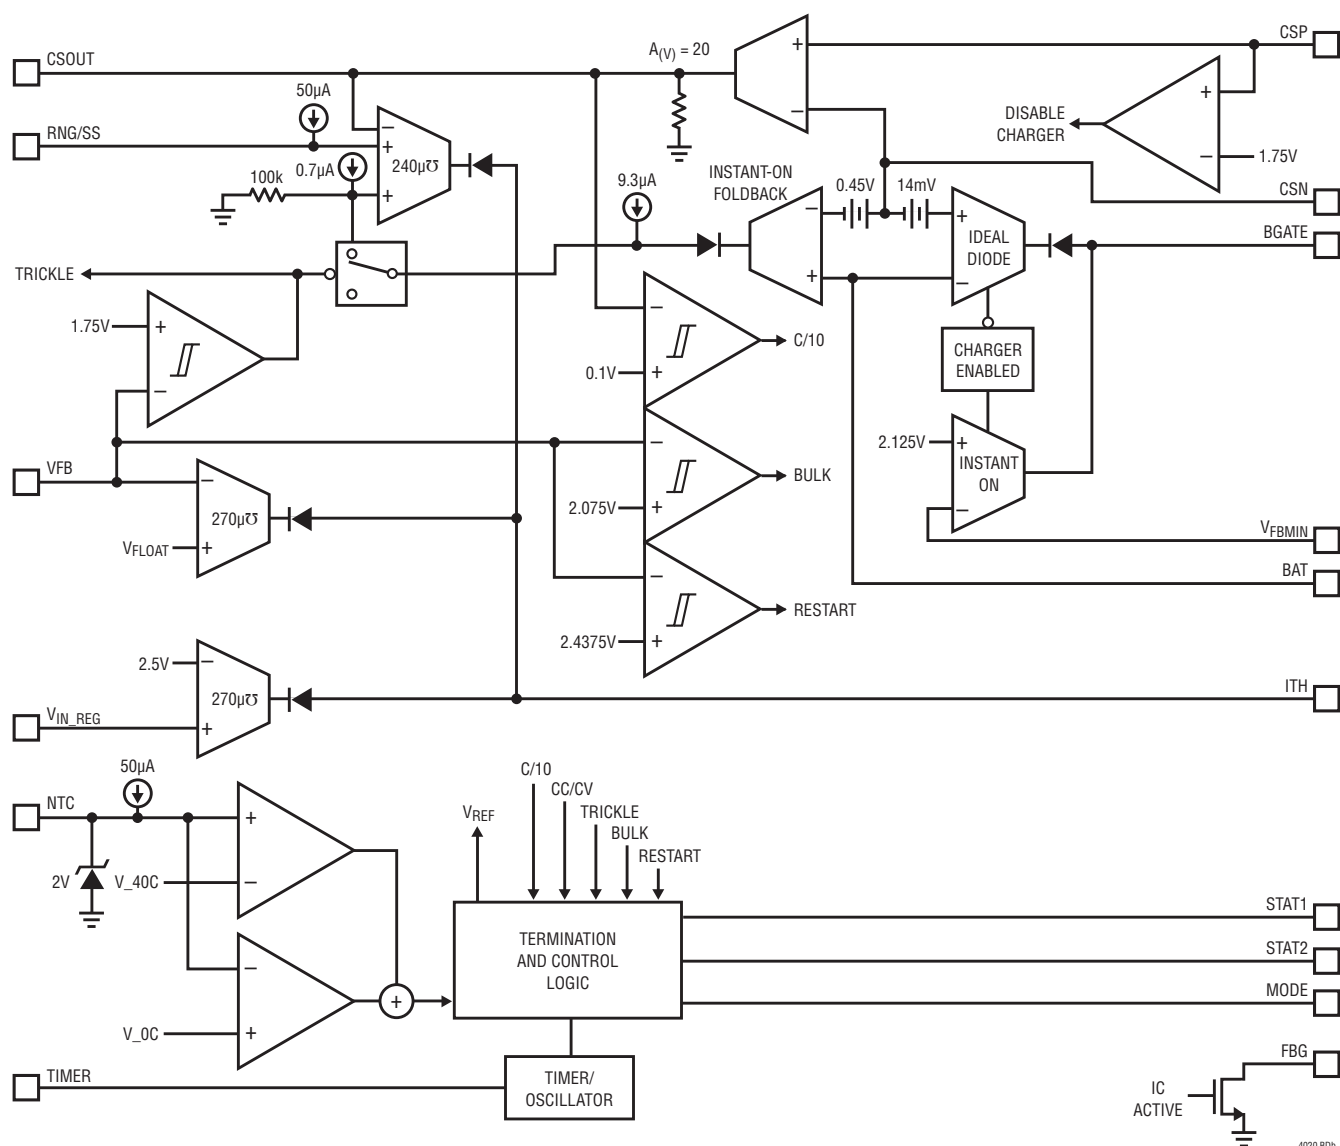 CSOUT
A(V) = 20
CSP
+
−
50µA
RNG/SS
−
+
+
240µ℧
0.7µA
100k
DISABLE
CHARGER
+
−
1.75V
CSN
9.3µA
INSTANT-ON
FOLDBACK
0.45V
14mV
−
+
+
IDEAL
DIODE
−
BGATE
TRICKLE
1.75V
+
−
−
0.1V
+
C/10
CHARGER
ENABLED
−
2.075V
+
BULK
2.125V
+
INSTANT
ON
−
VFB
−
270µ℧
VFLOAT
+
VFBMIN
BAT
−
2.4375V
+
RESTART
2.5V
−
270µ℧
+
VIN_REG
ITH
50µA
NTC
+
−
2V
V_40C
−
+
V_0C
+
C/10
CC/CV
TRICKLE
BULK
RESTART
VREF
TERMINATION
AND CONTROL
LOGIC
STAT1
STAT2
MODE
TIMER
TIMER/
OSCILLATOR
FBG
IC
ACTIVE
4020 BDb